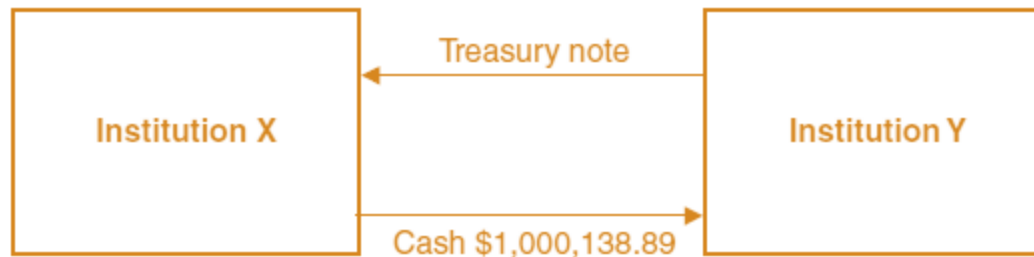 Treasury note
Institution X
Institution Y
Cash $1,000,138.89